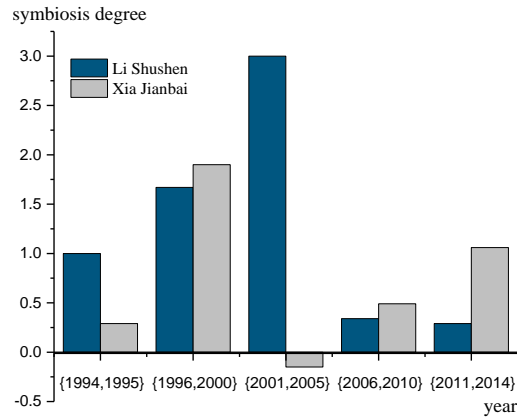 symbiosis degree
3.0
Li Shushen
Xia Jianbai
2.5
2.0
1.5
1.0
0.5
0.0
{1994,1995} {1996,2000} {2001,2005} {2006,2010} {2011,2014}
-0.5
year